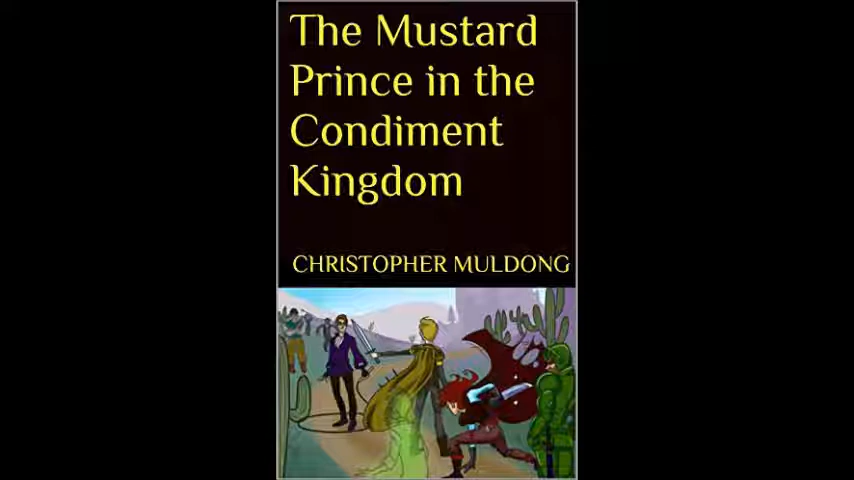 The Mustard
Prince in the
Condiment
Kingdom
CHRISTOPHER MULDONG